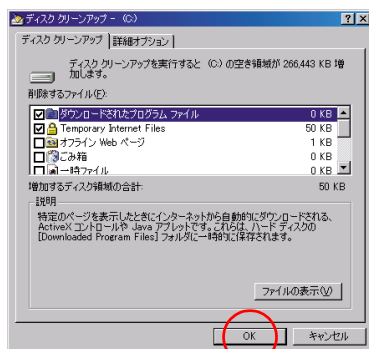 ディスク クリーンアップ - (C:)
ディスク クリーンアップ 詳細オプション
ディスク クリーンアップを実行すると (C:) の空き領域が 266,443 KB 増
加します。
削除するファイル(F):
ダウンロードされたプログラム ファイル 0 KB
Temporary Internet Files 50 KB
オフライン Web ページ 1 KB
ごみ箱 0 KB
一時ファイル 0 KB
増加するディスク領域の合計: 50 KB
説明
特定のページを表示したときにインターネットから自動的にダウンロードされる、
ActiveX コントロールや Java アプレットです。これらは、ハード ディスクの
[Downloaded Program Files] フォルダに一時的に保存されます。
ファイルの表示(V)
OK キャンセル